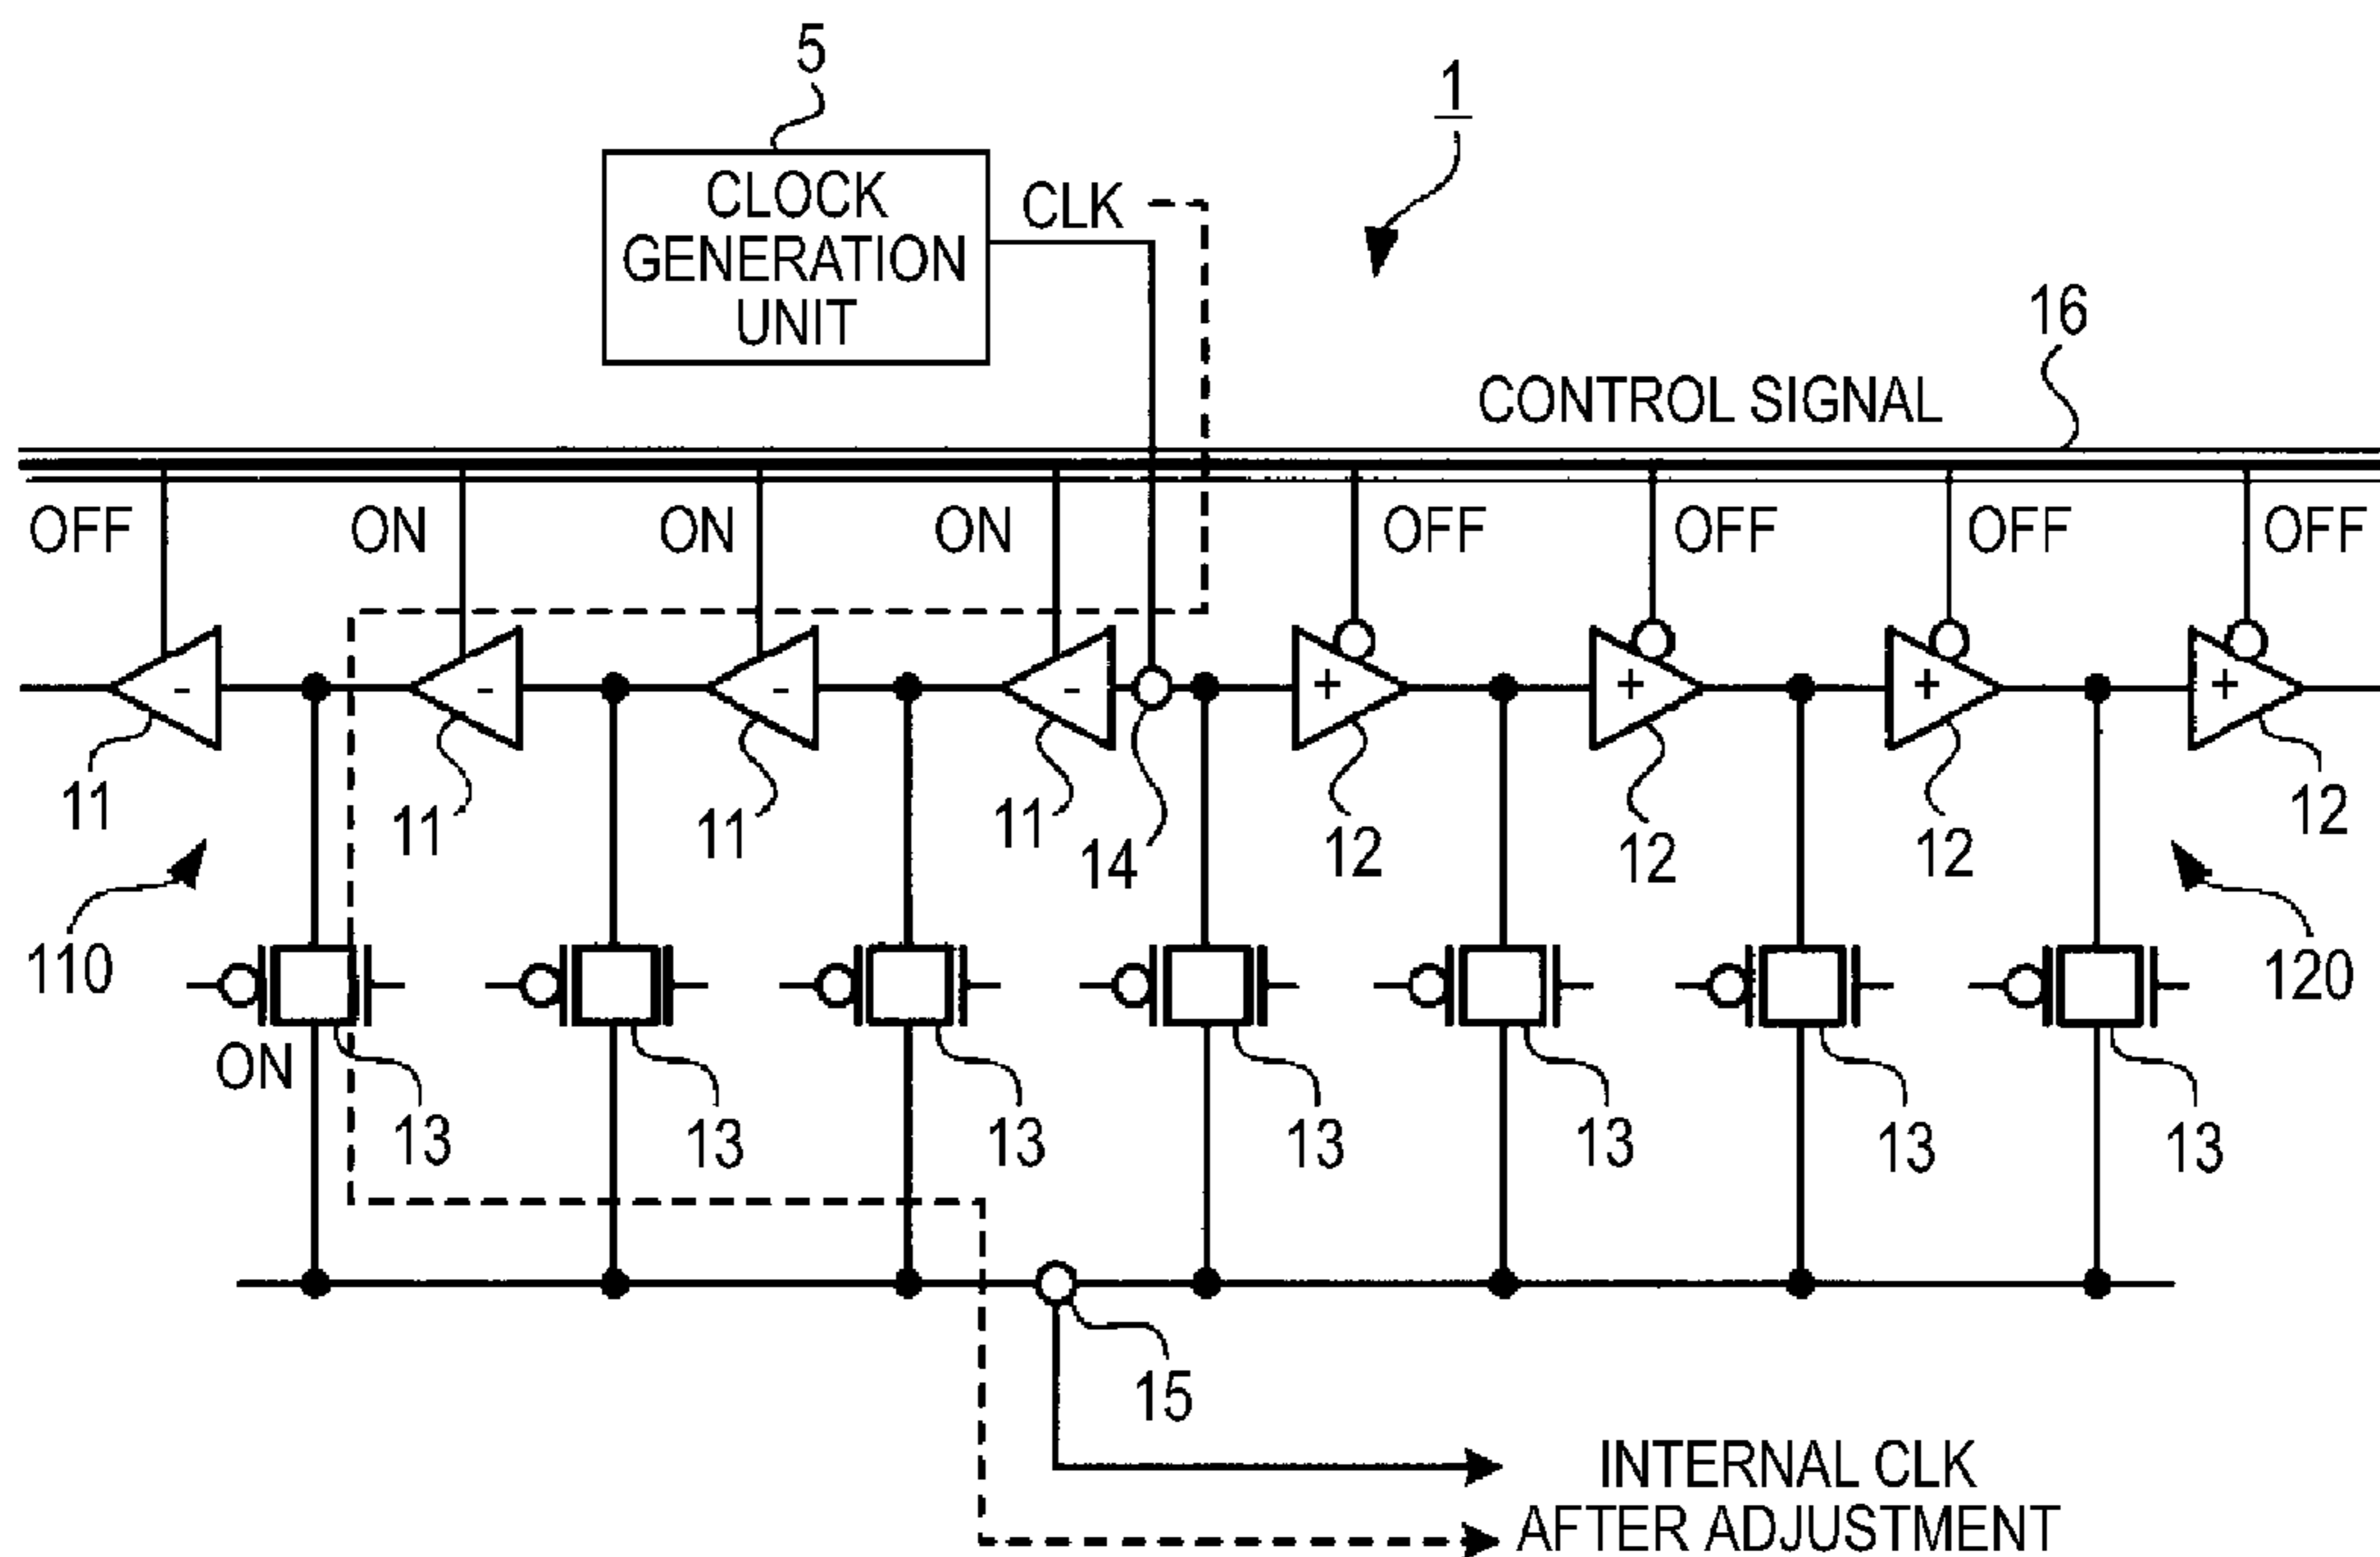 5
1
CLOCK
GENERATION
UNIT
CLK
16
CONTROL SIGNAL
OFF ON ON ON OFF OFF OFF OFF
- - - - + + + +
11 11 11 11 14 12 12 12 12
110 120
ON
13 13 13 13 13 13 13
15
INTERNAL CLK
AFTER ADJUSTMENT